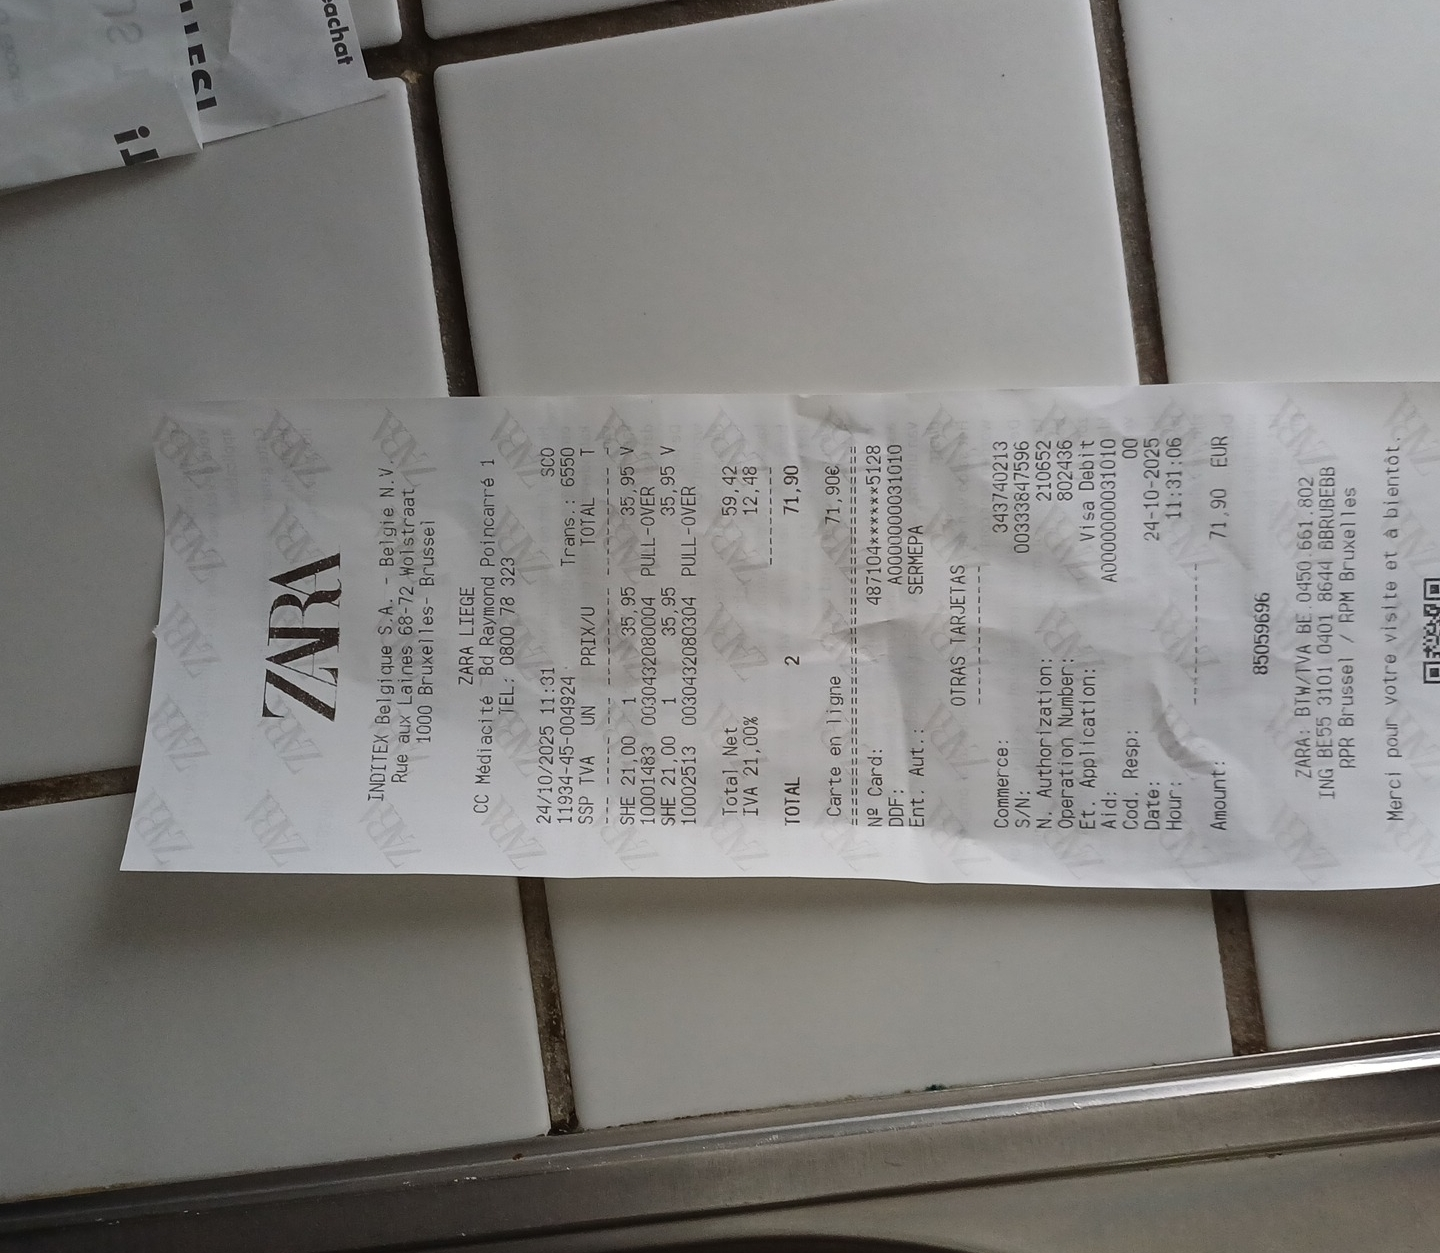 achat
Ti
ZARA
INDITEX Belgique S.A. - Belgie N.V.
Rue aux Laines 68-72 Wolstraat
1000 Bruxelles- Brussel
ZARA LIEGE
CC Médiacité Bd Raymond Poincarré 1
TEL: 0800 78 323
24/10/2025 11:31 SCO
11934-45-004924 Trans.: 6550
SSP TVA UN PRIX/U TOTAL T
SHE 21,00 1 35,95 35,95 V
10001483 00304322080004 PULL-OVER
SHE 21,00 1 35,95 35,95 V
10002513 00304320080304 PULL-OVER
Total Net 59,42
IVA 21,00% 12,48
TOTAL 2 71,90
Carte en ligne 71,90€
Nº Card: 487104*******5128
DDF: A0000000031010
Ent. Aut.: SERMEPA
OTRAS TARJETAS
Commerce: 343740213
S/N: 00333847596
N. Authorization: 210652
Operation Number: 802436
Et. Application: Visa Debit
Aid: A0000000031010
Cod. Resp: 00
Date: 24-10-2025
Hour: 11:31:06
Amount: 71,90 EUR
85059696
ZARA: BTW/TVA BE.0450.661.802
ING BE55 3101 0401 8644 BBRUBEBB
RPR Brussel / RPM Bruxelles
Merci pour votre visite et à bientôt.